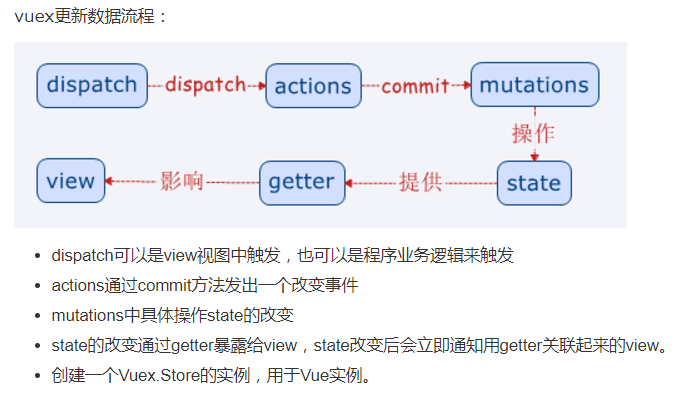 vuex更新数据流程：
dispatch dispatch actions commit mutations
操作
view 影响 getter 提供 state
dispatch可以是view视图中触发，也可以是程序业务逻辑来触发
actions通过commit方法发出一个改变事件
mutations中具体操作state的改变
state的改变通过getter暴露给view，state改变后会立即通知用getter关联起来的view。
创建一个Vuex.Store的实例，用于Vue实例。